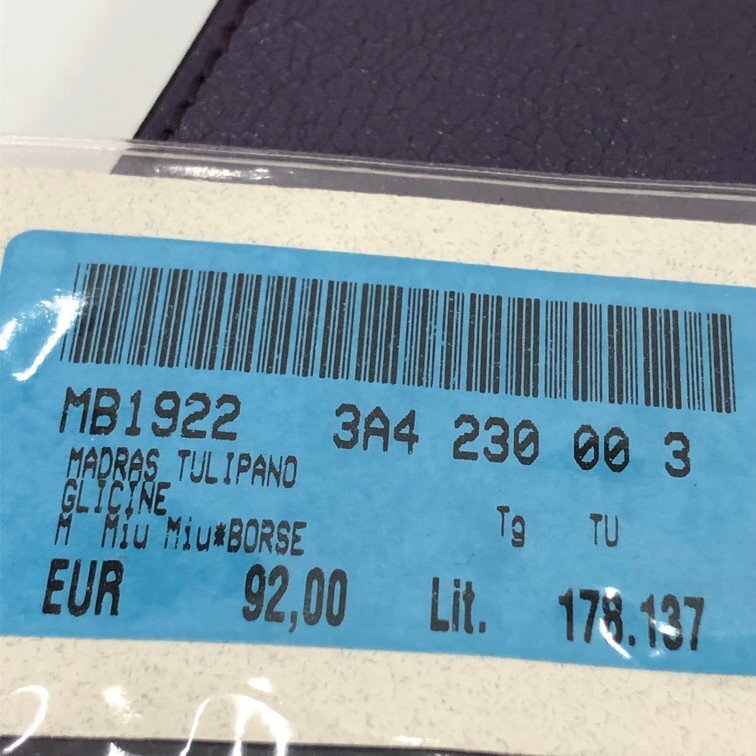 MB1922 3A4 230 00 3
MADRAS TULIPANO
GLICINE
M Miu Miu*BORSE Tg TU
EUR 92,00 Lit. 178.137